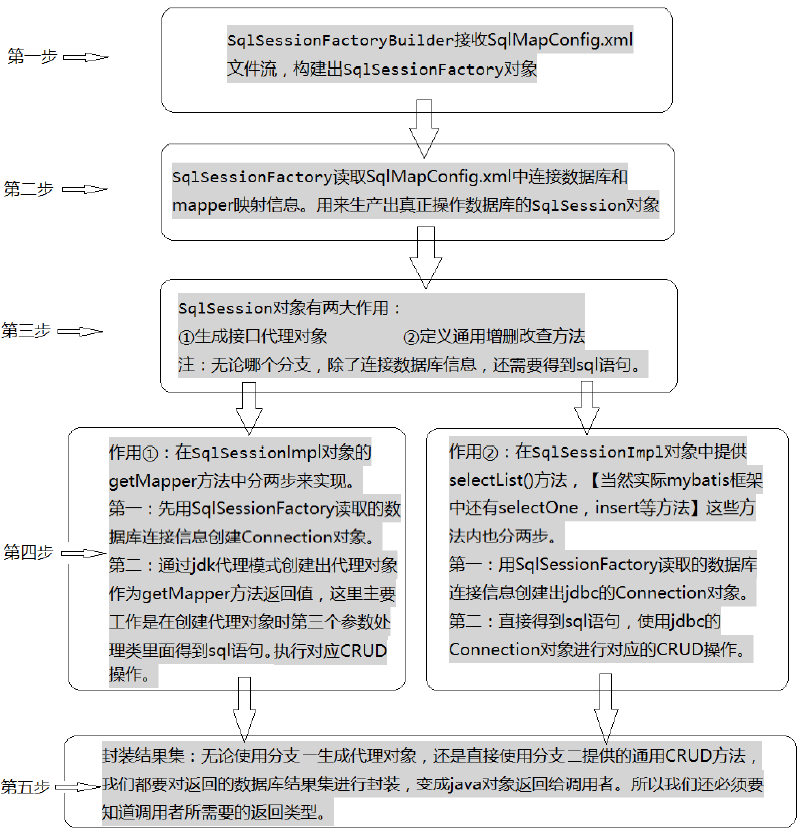 第一步
SqlSessionFactoryBuilder接收SqlMapConfig.xml
文件流，构建出SqlSessionFactory对象
第二步
SqlSessionFactory读取SqlMapConfig.xml中连接数据库和
mapper映射信息。用来生产出真正操作数据库的SqlSession对象
第三步
SqlSession对象有两大作用：
①生成接口代理对象 ②定义通用增删改查方法
注：无论哪个分支，除了连接数据库信息，还需要得到sql语句。
第四步
作用①：在SqlSessionImpl对象的
getMapper方法中分两步来实现。
第一：先用SqlSessionFactory读取的数
据库连接信息创建Connection对象。
第二：通过jdk代理模式创建出代理对象
作为getMapper方法返回值，这里主要
工作是在创建代理对象时第三个参数处
理类里面得到sql语句。执行对应CRUD
操作。
作用②：在SqlSessionImpl对象中提供
selectList()方法，【当然实际mybatis框架
中还有selectOne，insert等方法】这些方
法内也分两步。
第一：用SqlSessionFactory读取的数据库
连接信息创建出jdbc的Connection对象。
第二：直接得到sql语句，使用jdbc的
Connection对象进行对应的CRUD操作。
第五步
封装结果集：无论使用分支一生成代理对象，还是直接使用分支二提供的通用CRUD方法，
我们都要对返回的数据库结果集进行封装，变成java对象返回给调用者。所以我们还必须要
知道调用者所需要的返回类型。